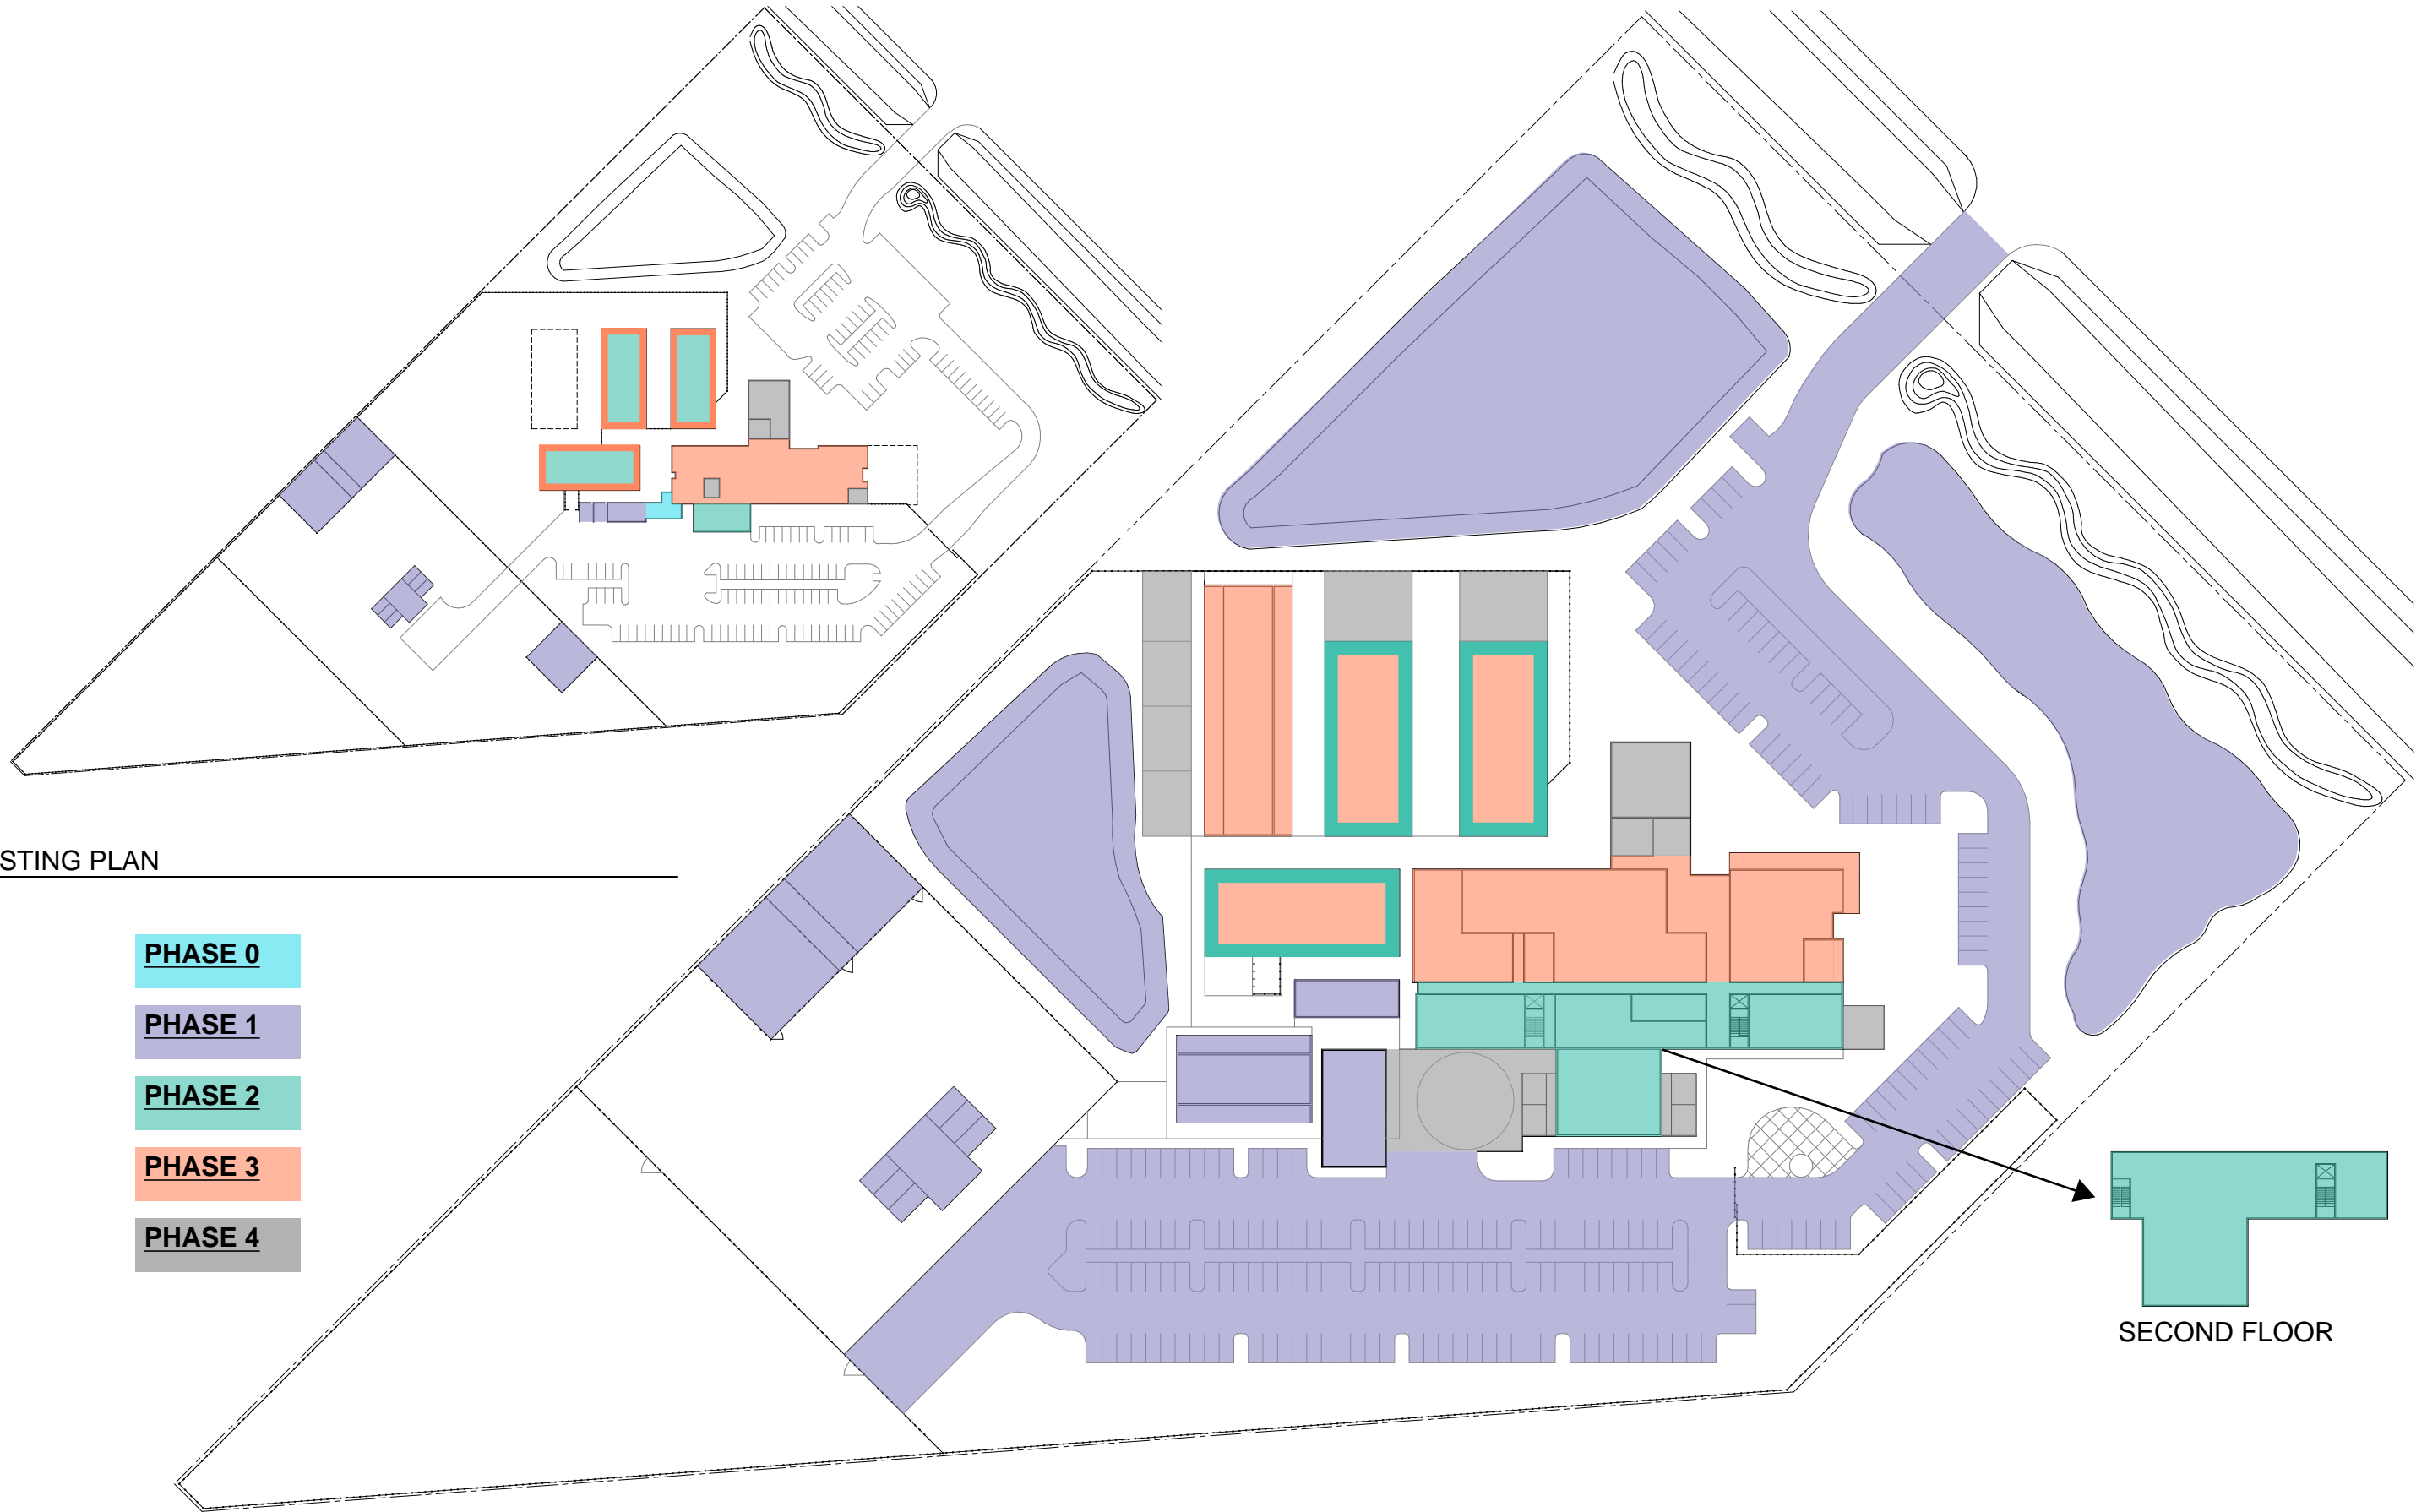 STING PLAN
PHASE 0
PHASE 1
PHASE 2
PHASE 3
PHASE 4
SECOND FLOOR